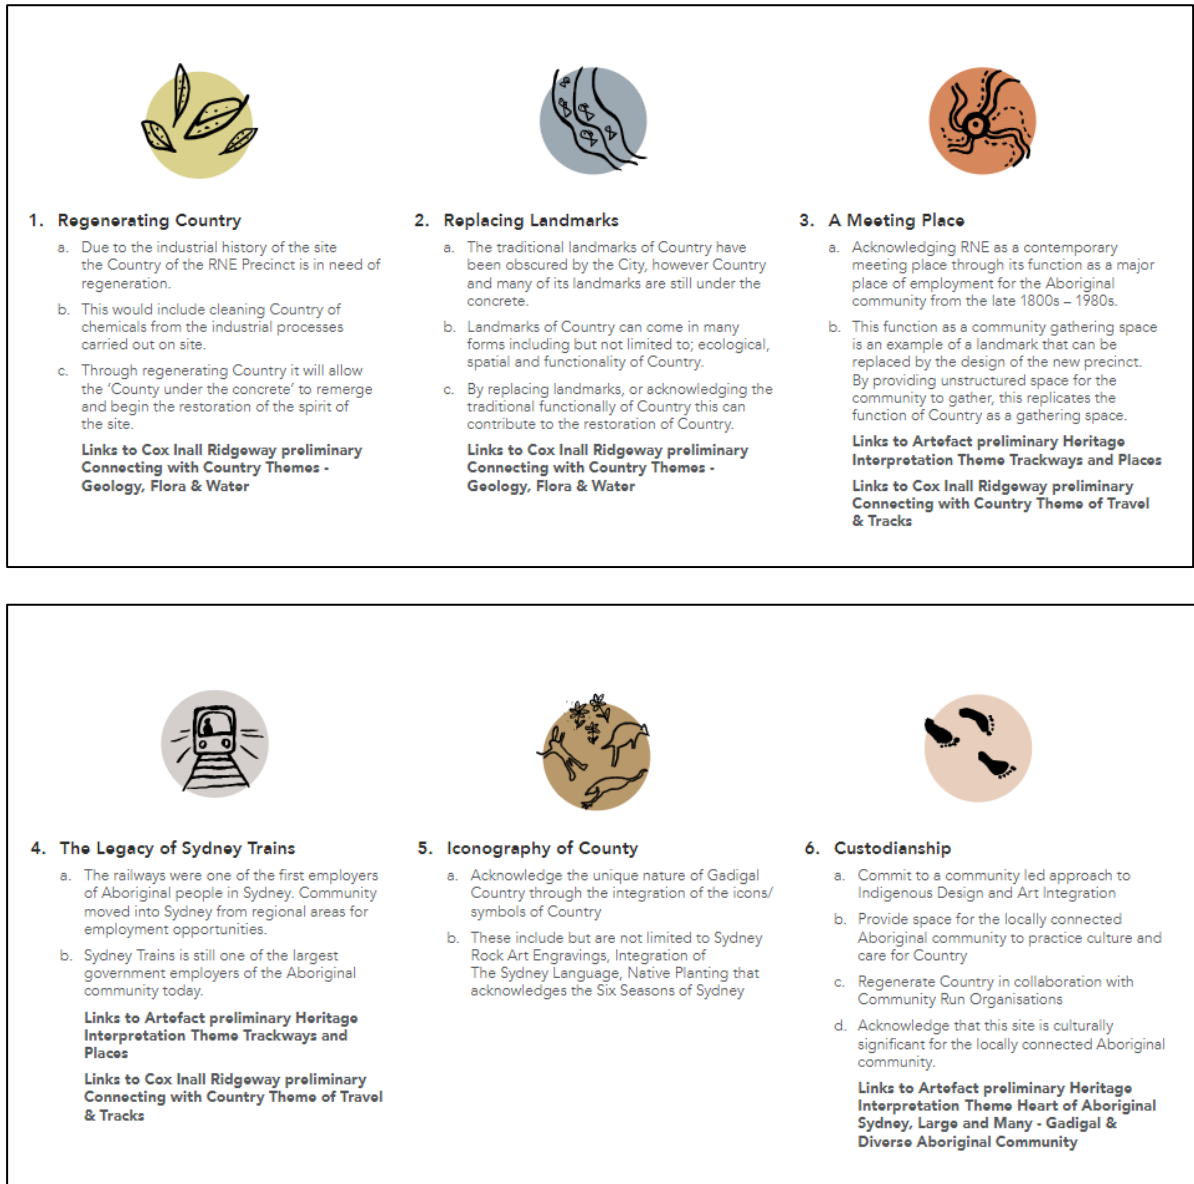 1. Regenerating Country
a. Due to the industrial history of the site
the Country of the RNE Precinct is in need of
regeneration.
b. This would include cleaning Country of
chemicals from the industrial processes
carried out on site.
c. Through regenerating Country it will allow
the ‘County under the concrete’ to remerge
and begin the restoration of the spirit of
the site.
Links to Cox Inall Ridgeway preliminary
Connecting with Country Themes -
Geology, Flora & Water
2. Replacing Landmarks
a. The traditional landmarks of Country have
been obscured by the City, however Country
and many of its landmarks are still under the
concrete.
b. Landmarks of Country can come in many
forms including but not limited to; ecological,
spatial and functionality of Country.
c. By replacing landmarks, or acknowledging the
traditional functionally of Country this can
contribute to the restoration of Country.
Links to Cox Inall Ridgeway preliminary
Connecting with Country Themes -
Geology, Flora & Water
3. A Meeting Place
a. Acknowledging RNE as a contemporary
meeting place through its function as a major
place of employment for the Aboriginal
community from the late 1800s – 1980s.
b. This function as a community gathering space
is an example of a landmark that can be
replaced by the design of the new precinct.
By providing unstructured space for the
community to gather, this replicates the
function of Country as a gathering space.
Links to Artefact preliminary Heritage
Interpretation Theme Trackways and Places
Links to Cox Inall Ridgeway preliminary
Connecting with Country Theme of Travel
& Tracks
4. The Legacy of Sydney Trains
a. The railways were one of the first employers
of Aboriginal people in Sydney. Community
moved into Sydney from regional areas for
employment opportunities.
b. Sydney Trains is still one of the largest
government employers of the Aboriginal
community today.
Links to Artefact preliminary Heritage
Interpretation Theme Trackways and
Places
Links to Cox Inall Ridgeway preliminary
Connecting with Country Theme of Travel
& Tracks
5. Iconography of County
a. Acknowledge the unique nature of Gadigal
Country through the integration of the icons/
symbols of Country
b. These include but are not limited to Sydney
Rock Art Engravings, Integration of
The Sydney Language, Native Planting that
acknowledges the Six Seasons of Sydney
6. Custodianship
a. Commit to a community led approach to
Indigenous Design and Art Integration
b. Provide space for the locally connected
Aboriginal community to practice culture and
care for Country
c. Regenerate Country in collaboration with
Community Run Organisations
d. Acknowledge that this site is culturally
significant for the locally connected Aboriginal
community.
Links to Artefact preliminary Heritage
Interpretation Theme Heart of Aboriginal
Sydney, Large and Many - Gadigal &
Diverse Aboriginal Community